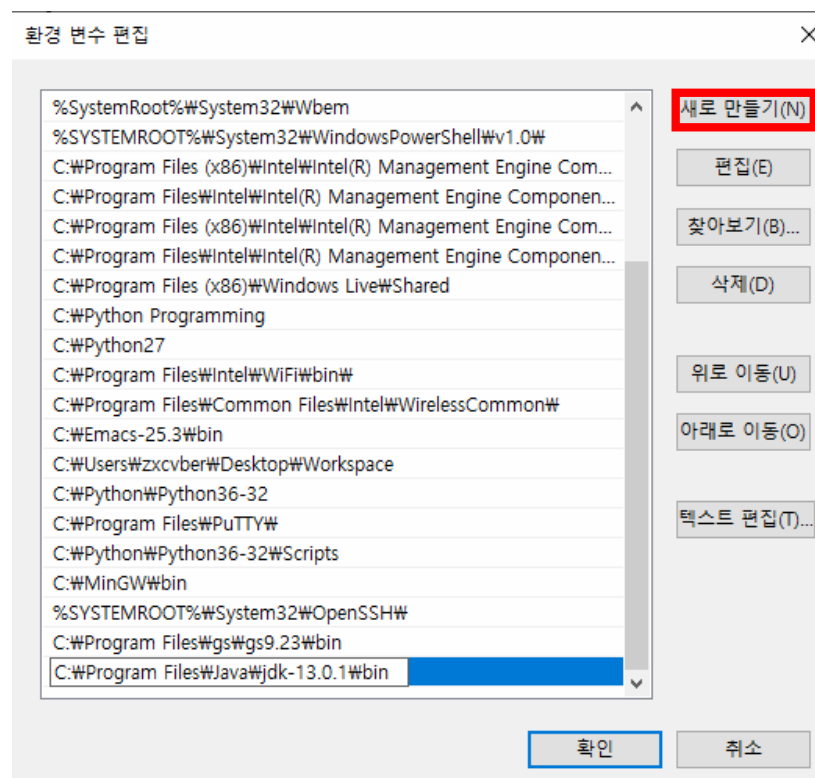 환경 변수 편집
%SystemRoot%₩System32₩Wbem
%SYSTEMROOT%₩System32₩WindowsPowerShell₩v1.0₩
C:₩Program Files (x86)₩Intel₩Intel(R) Management Engine Com...
C:₩Program Files₩Intel₩Intel(R) Management Engine Componen...
C:₩Program Files (x86)₩Intel₩Intel(R) Management Engine Com...
C:₩Program Files₩Intel₩Intel(R) Management Engine Componen...
C:₩Program Files (x86)₩Windows Live₩Shared
C:₩Python Programming
C:₩Python27
C:₩Program Files₩Intel₩WiFi₩bin₩
C:₩Program Files₩Common Files₩Intel₩WirelessCommon₩
C:₩Emacs-25.3₩bin
C:₩Users₩zxcvber₩Desktop₩Workspace
C:₩Python₩Python36-32
C:₩Program Files₩PuTTY₩
C:₩Python₩Python36-32₩Scripts
C:₩MinGW₩bin
%SYSTEMROOT%₩System32₩OpenSSH₩
C:₩Program Files₩gs₩gs9.23₩bin
C:₩Program Files₩Java₩jdk-13.0.1₩bin
새로 만들기(N)
편집(E)
찾아보기(B)...
삭제(D)
위로 이동(U)
아래로 이동(O)
텍스트 편집(T)...
확인
취소